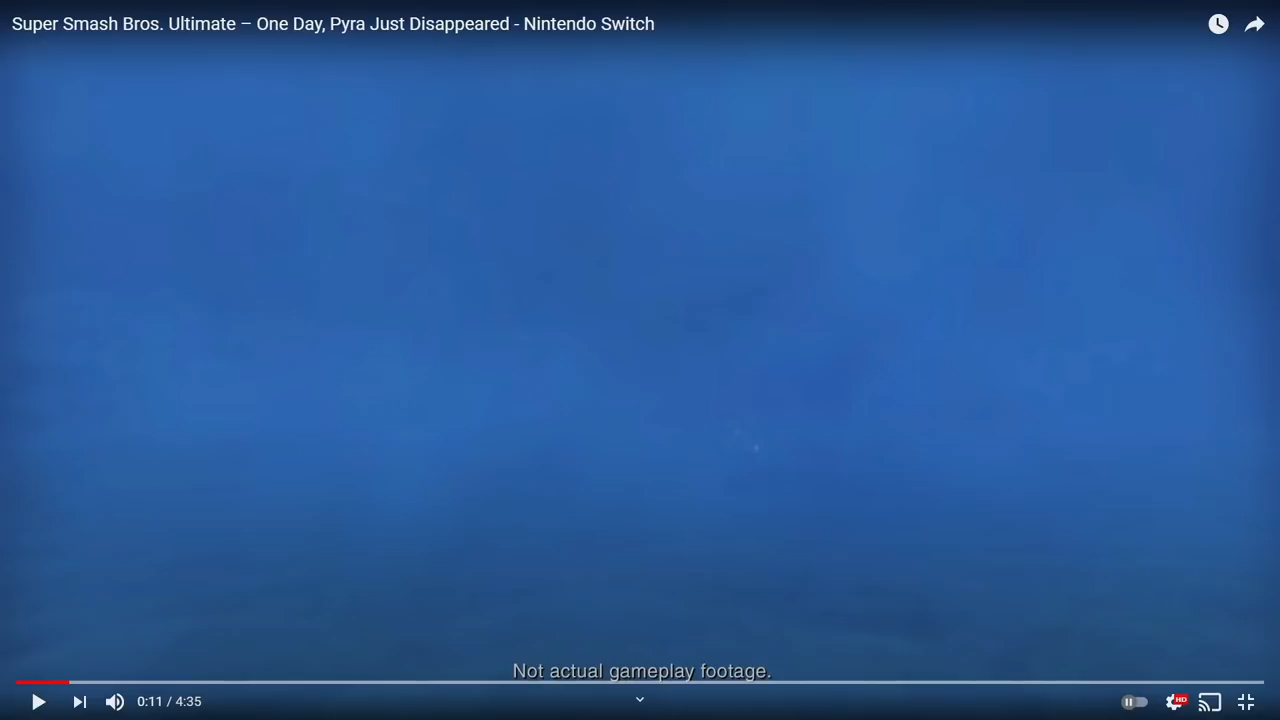 Super Smash Bros. Ultimate – One Day, Pyra Just Disappeared - Nintendo Switch
Not actual gameplay footage.
0:11 / 4:35
HD